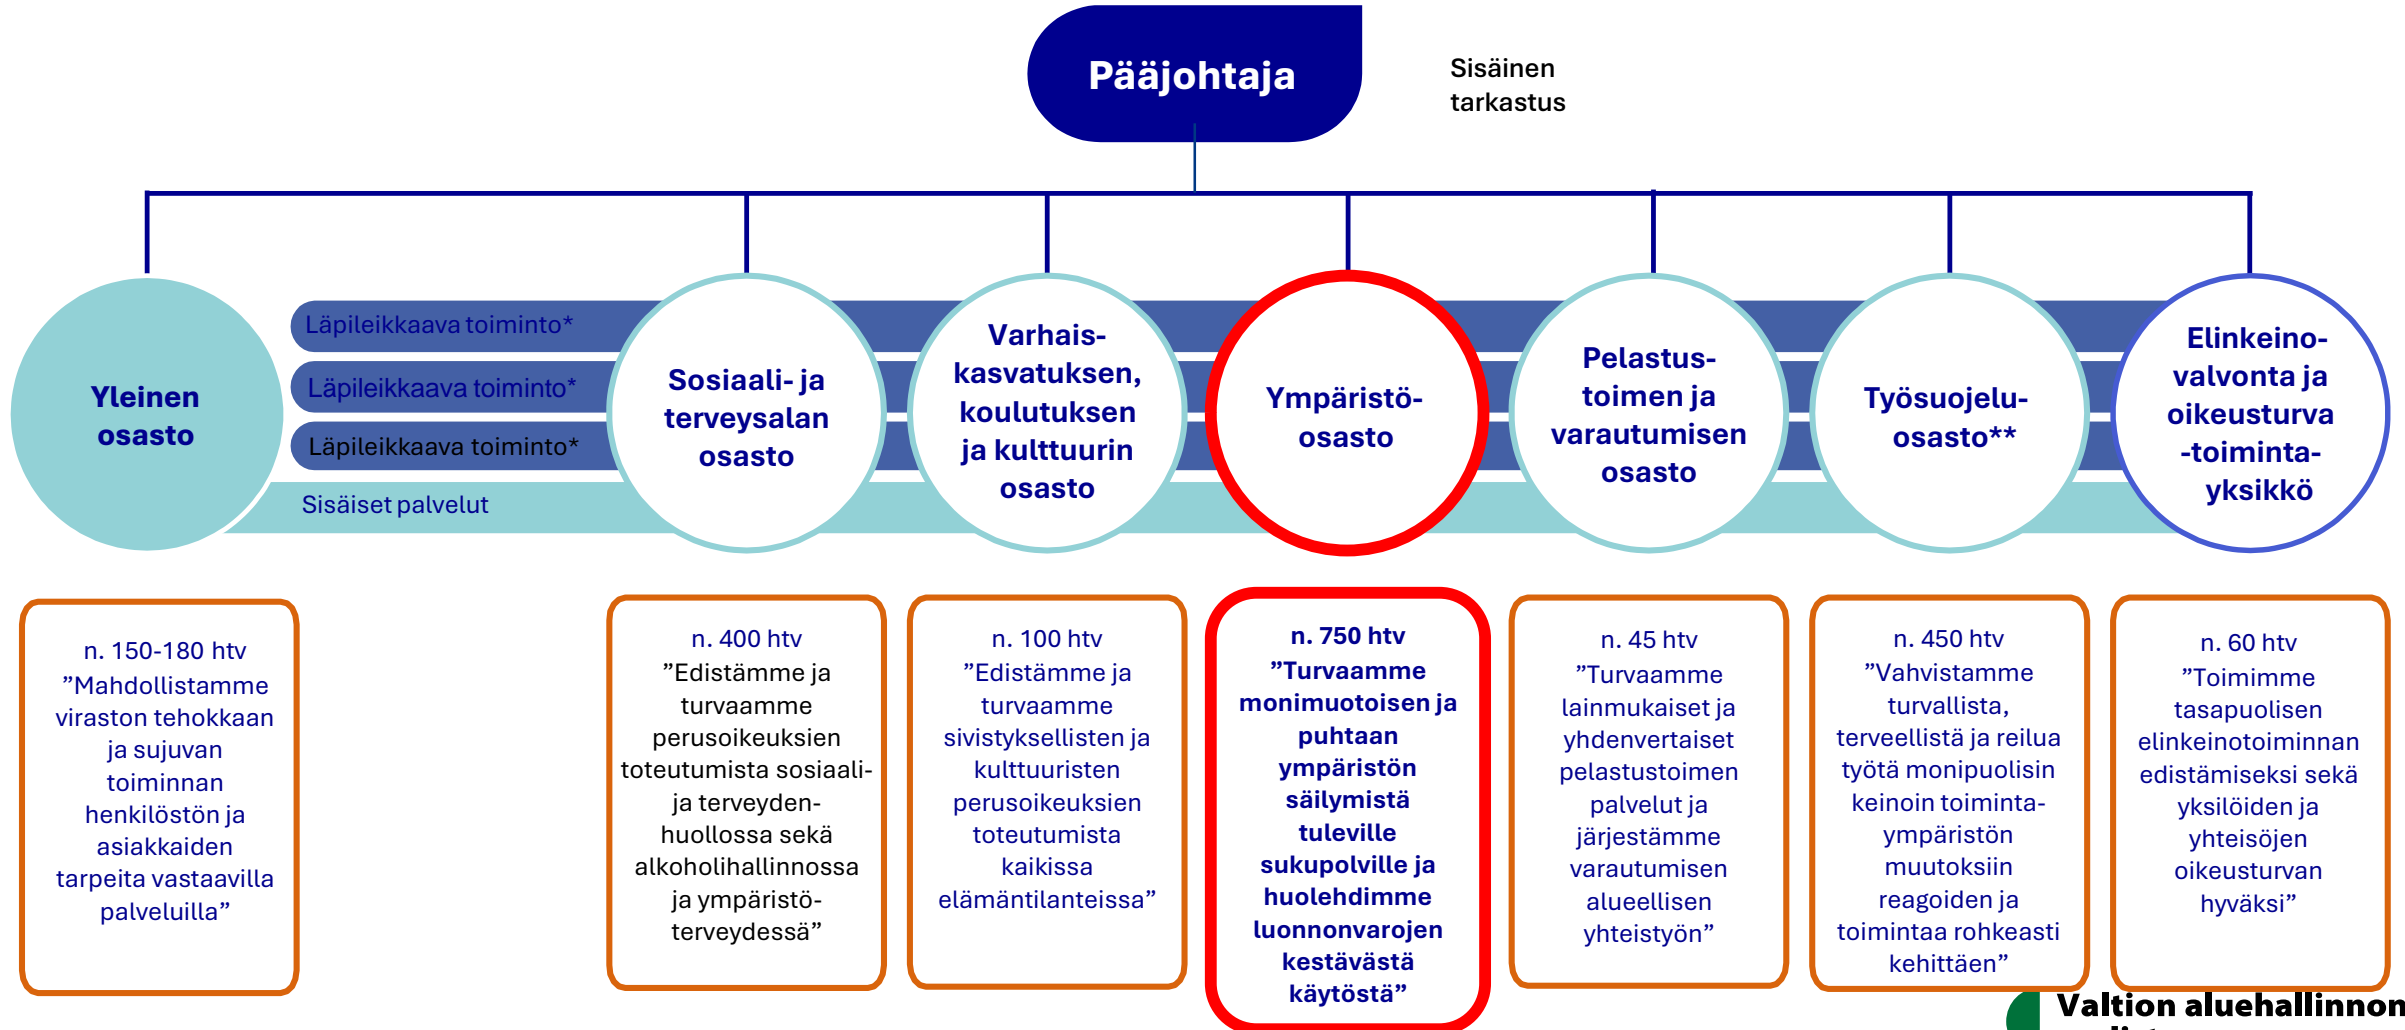 Pääjohtaja
Sisäinen
tarkastus
Yleinen
osasto
Läpileikkaava toiminto*
Läpileikkaava toiminto*
Läpileikkaava toiminto*
Sisäiset palvelut
Sosiaali- ja
terveysalan
osasto
Varhais-
kasvatuksen,
koulutuksen
ja kulttuurin
osasto
Ympäristö-
osasto
Pelastus-
toimen ja
varautumisen
osasto
Työsuojelu-
osasto**
Elinkeino-
valvonta ja
oikeusturva
-toiminta-
yksikkö
n. 150-180 htv
”Mahdollistamme
viraston tehokkaan
ja sujuvan
toiminnan
henkilöstön ja
asiakkaiden
tarpeita vastaavilla
palveluilla”
n. 400 htv
”Edistämme ja
turvaamme
perusoikeuksien
toteutumista sosiaali-
ja terveyden-
huollossa sekä
alkoholihallinnossa
ja ympäristö-
terveydessä”
n. 100 htv
”Edistämme ja
turvaamme
sivistyksellisten ja
kulttuuristen
perusoikeuksien
toteutumista
kaikissa
elämäntilanteissa”
n. 750 htv
”Turvaamme
monimuotoisen ja
puhtaan
ympäristön
säilymistä
tuleville
sukupolville ja
huolehdimme
luonnonvarojen
kestävästä
käytöstä”
n. 45 htv
”Turvaamme
lainmukaiset ja
yhdenvertaiset
pelastustoimen
palvelut ja
järjestämme
varautumisen
alueellisen
yhteistyön”
n. 450 htv
”Vahvistamme
turvallista,
terveellistä ja reilua
työtä monipuolisin
keinoin toiminta-
ympäristön
muutoksiin
reagoiden ja
toimintaa rohkeasti
kehittäen”
n. 60 htv
”Toimimme
tasapuolisen
elinkeinotoiminnan
edistämiseksi sekä
yksilöiden ja
yhteisöjen
oikeusturvan
hyväksi”
Valtion aluehallinnon